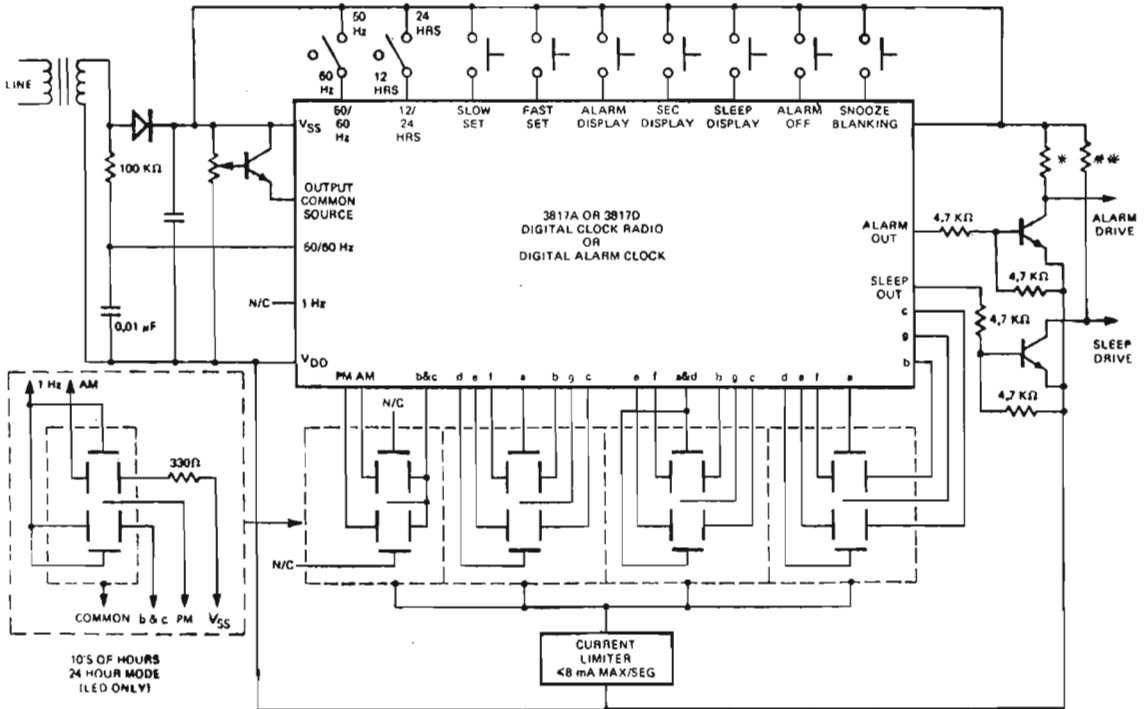 50
Hz
24
HRS
LINE
60
Hz
12
HRS
60/
60
Hz
12/
24
HRS
SLOW
SET
FAST
SET
ALARM
DISPLAY
SEC
DISPLAY
SLEEP
DISPLAY
ALARM
OFF
SNOOZE
BLANKING
VSS
100 KΩ
*
**
OUTPUT
COMMON
SOURCE
3817A OR 3817D
DIGITAL CLOCK RADIO
OR
DIGITAL ALARM CLOCK
ALARM
OUT
4,7 KΩ
ALARM
DRIVE
60/60 Hz
4,7 KΩ
SLEEP
OUT
N/C
1 Hz
c
0,01 µF
4,7 KΩ
g
SLEEP
DRIVE
VDD
b
PM AM
b&c
d
e
f
a
b
g
c
e
f
a&d
b
g
c
d
e
f
a
4,7 KΩ
1 Hz
AM
N/C
330Ω
N/C
COMMON
b & c
PM
VSS
10'S OF HOURS
24 HOUR MODE
(LED ONLY)
CURRENT
LIMITER
≤8 mA MAX/SEG